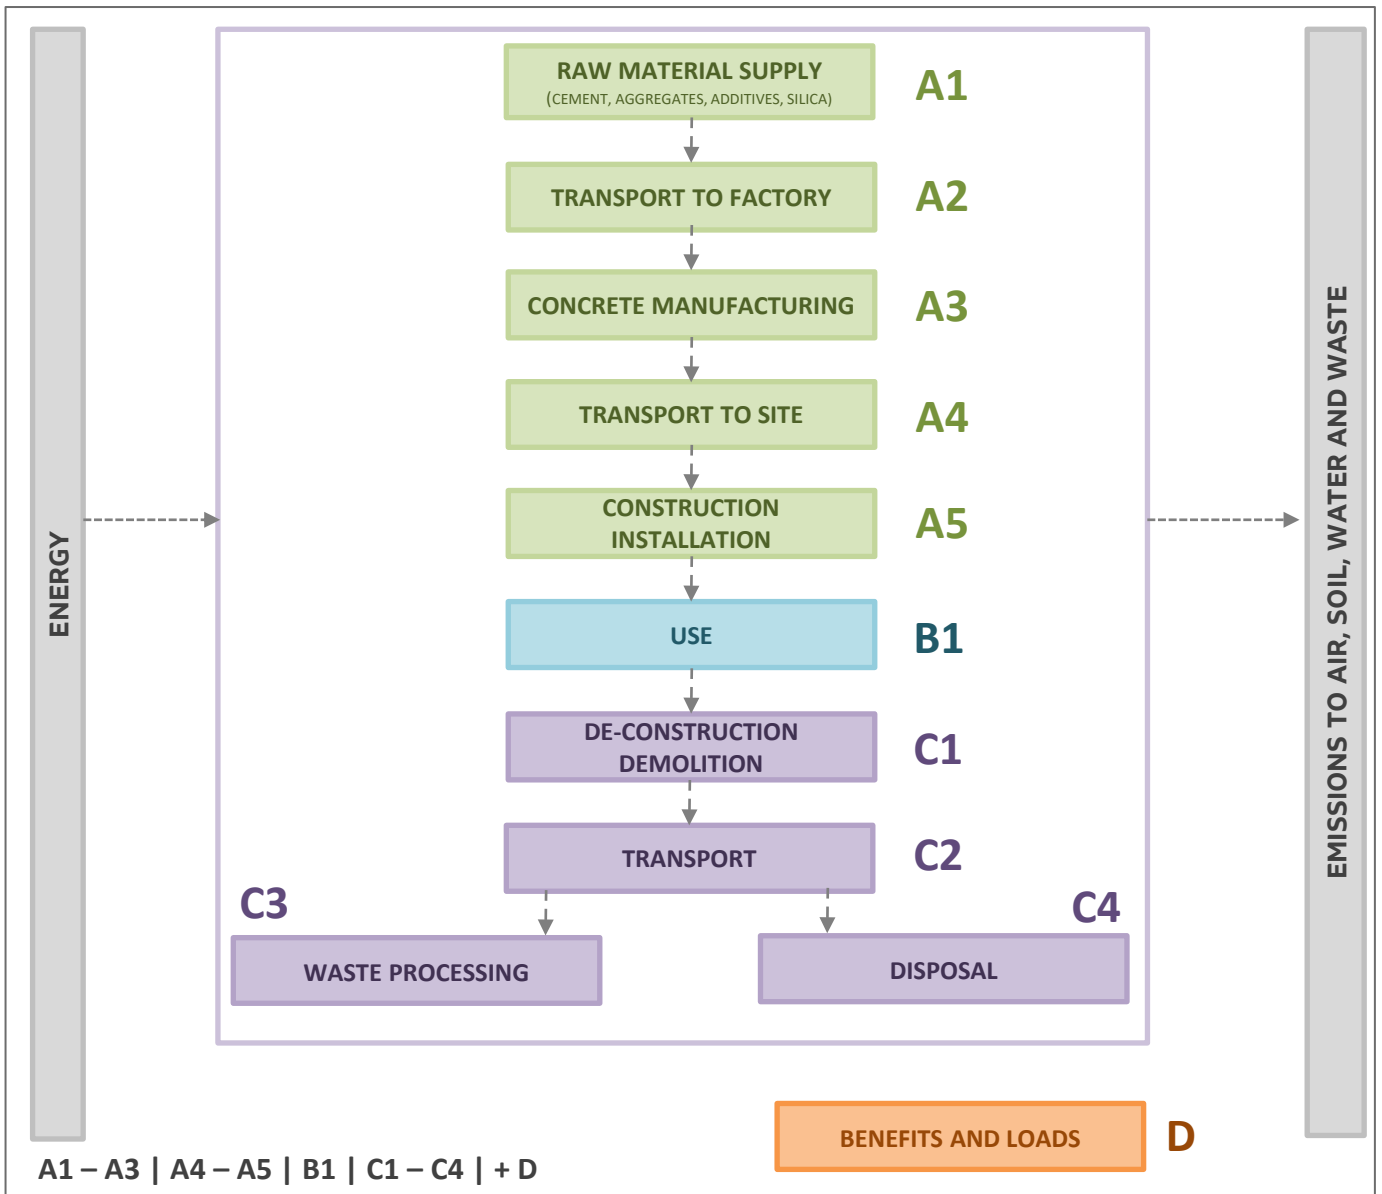 RAW MATERIAL SUPPLY
(CEMENT, AGGREGATES, ADDITIVES, SILICA)
A1
TRANSPORT TO FACTORY
A2
CONCRETE MANUFACTURING
A3
TRANSPORT TO SITE
A4
CONSTRUCTION
INSTALLATION
A5
USE
B1
DE-CONSTRUCTION
DEMOLITION
C1
TRANSPORT
C2
C3
WASTE PROCESSING
C4
DISPOSAL
ENERGY
EMISSIONS TO AIR, SOIL, WATER AND WASTE
BENEFITS AND LOADS
D
A1 – A3 | A4 – A5 | B1 | C1 – C4 | + D